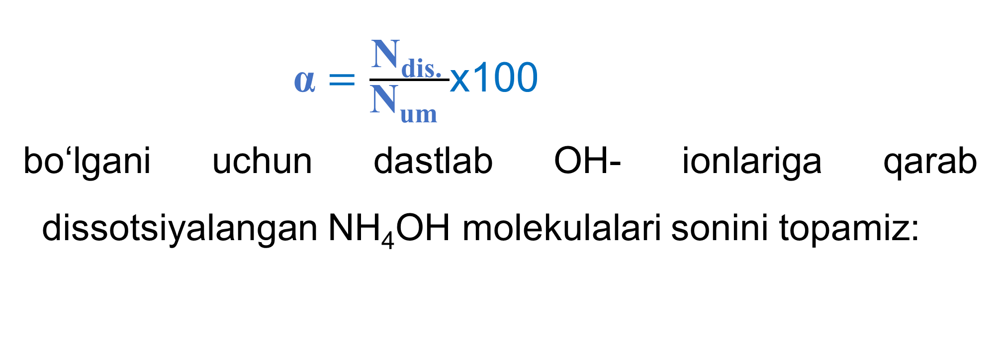 α = N_dis. / N_um x100
bo‘lgani uchun dastlab OH- ionlariga qarab
dissotsiyalangan NH₄OH molekulalari sonini topamiz: